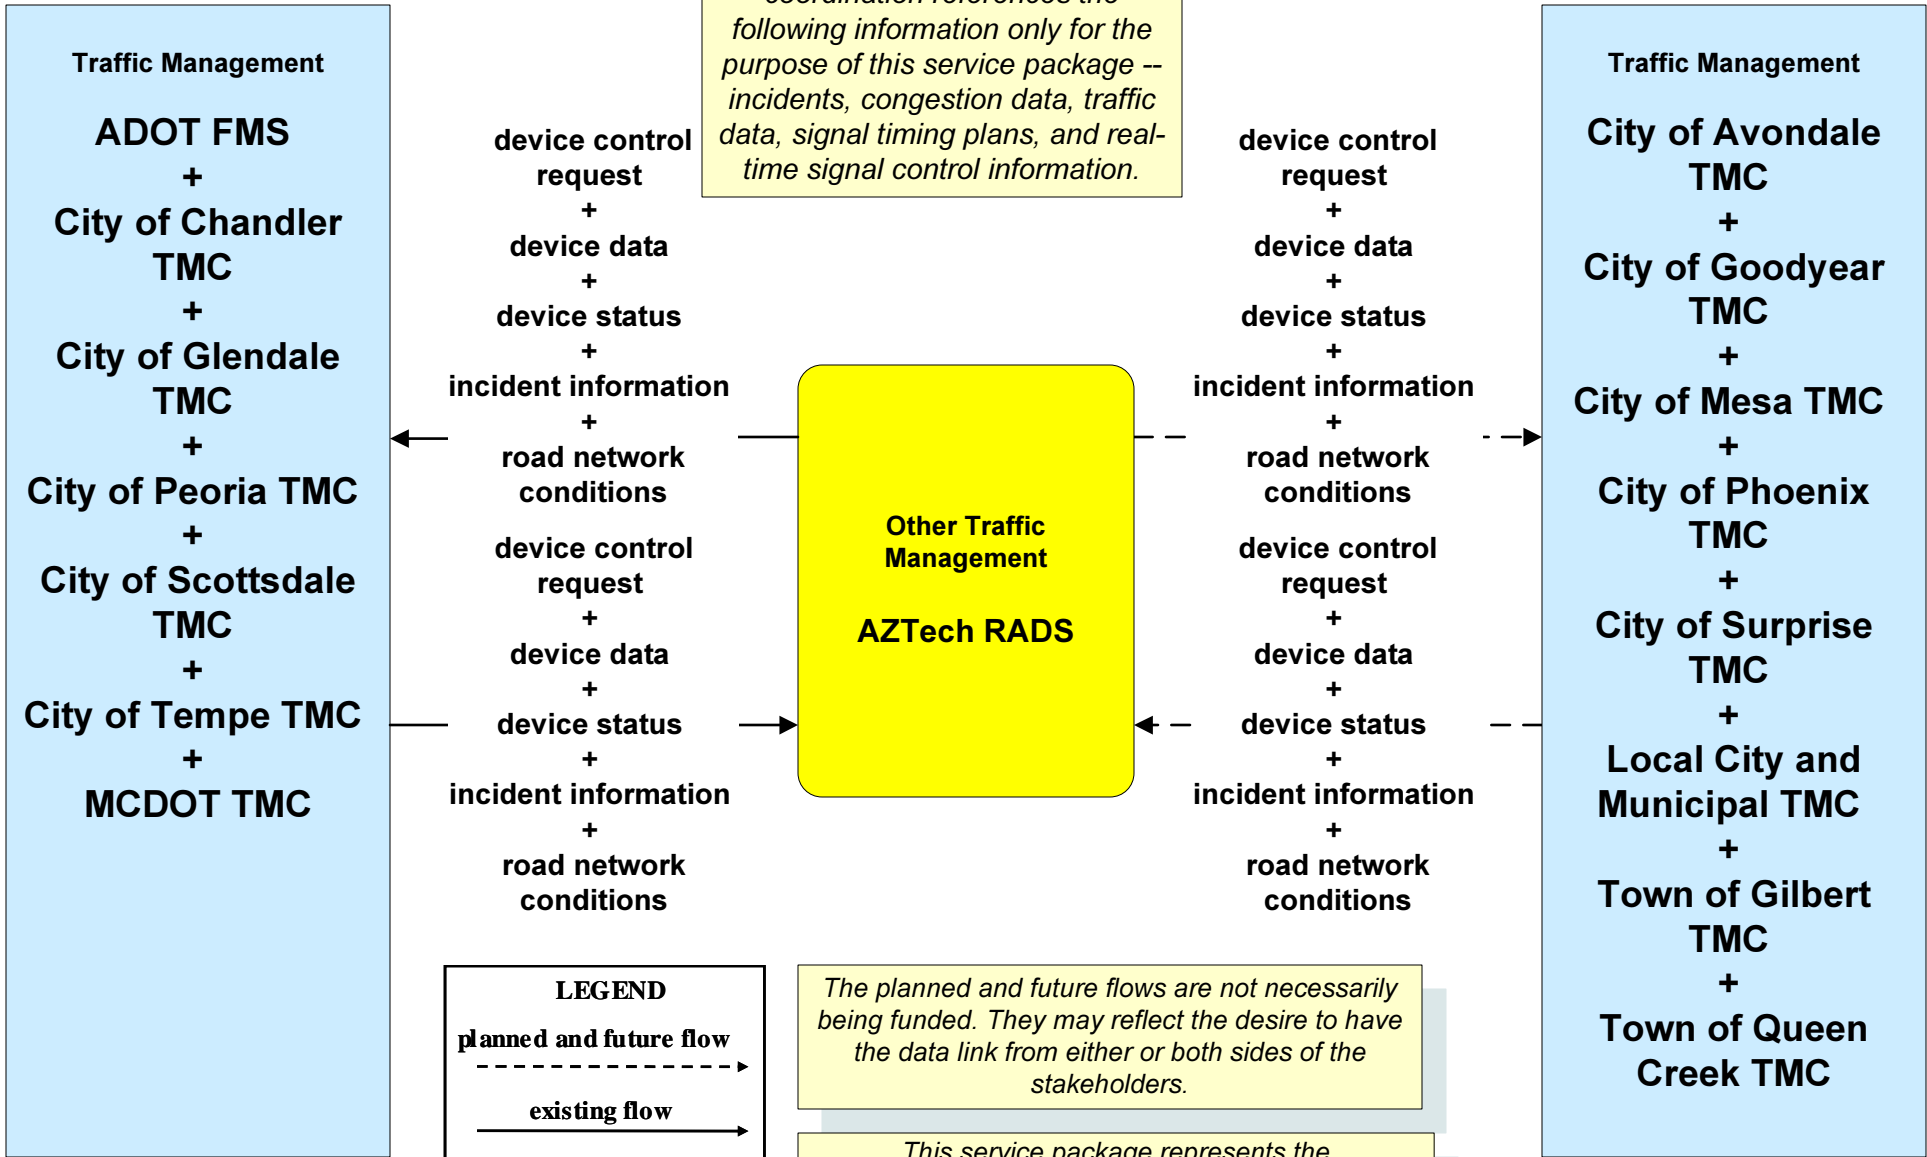 Traffic Management
ADOT FMS
+
City of Chandler
TMC
+
City of Glendale
TMC
+
City of Peoria TMC
+
City of Scottsdale
TMC
+
City of Tempe TMC
+
MCDOT TMC
device control
request
+
device data
+
device status
+
incident information
+
road network
conditions
device control
request
+
device data
+
device status
+
incident information
+
road network
conditions
coordination references the
following information only for the
purpose of this service package --
incidents, congestion data, traffic
data, signal timing plans, and real-
time signal control information.
Other Traffic
Management
AZTech RADS
device control
request
+
device data
+
device status
+
incident information
+
road network
conditions
device control
request
+
device data
+
device status
+
incident information
+
road network
conditions
Traffic Management
City of Avondale
TMC
+
City of Goodyear
TMC
+
City of Mesa TMC
+
City of Phoenix
TMC
+
City of Surprise
TMC
+
Local City and
Municipal TMC
+
Town of Gilbert
TMC
+
Town of Queen
Creek TMC
LEGEND
planned and future flow
existing flow
The planned and future flows are not necessarily
being funded. They may reflect the desire to have
the data link from either or both sides of the
stakeholders.
This service package represents the